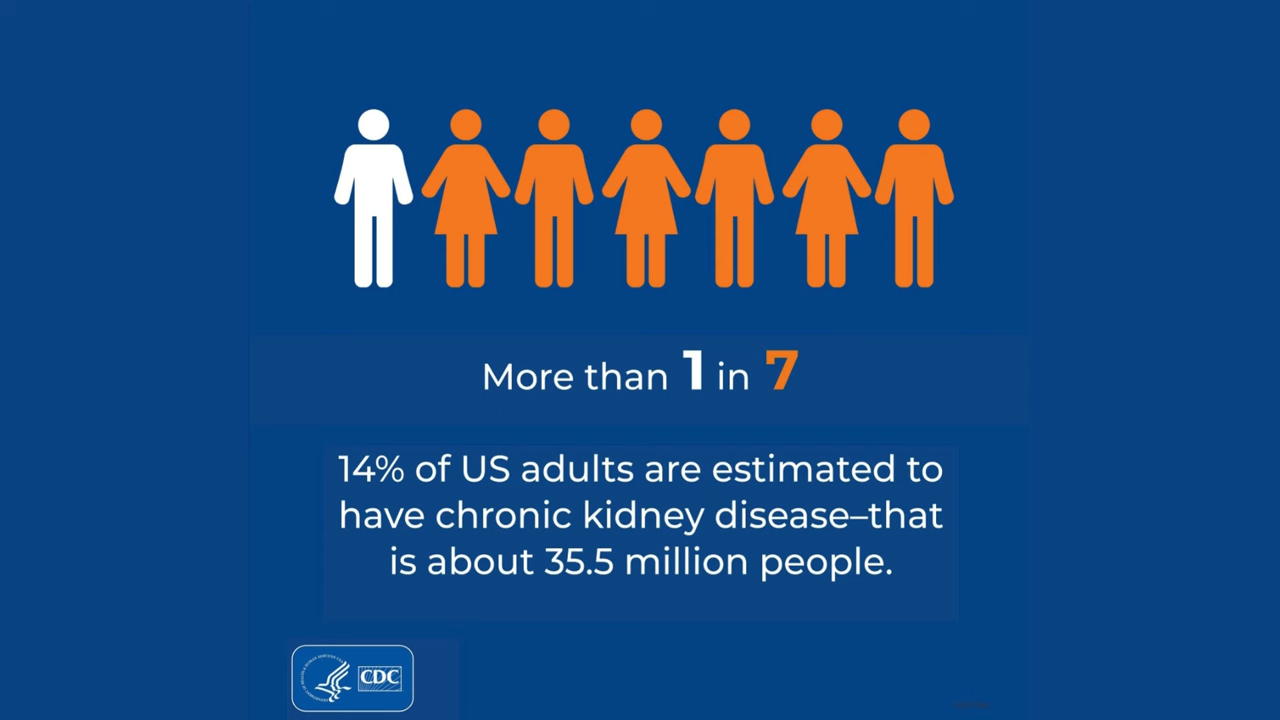 More than 1 in 7
14% of US adults are estimated to
have chronic kidney disease–that
is about 35.5 million people.
CDC